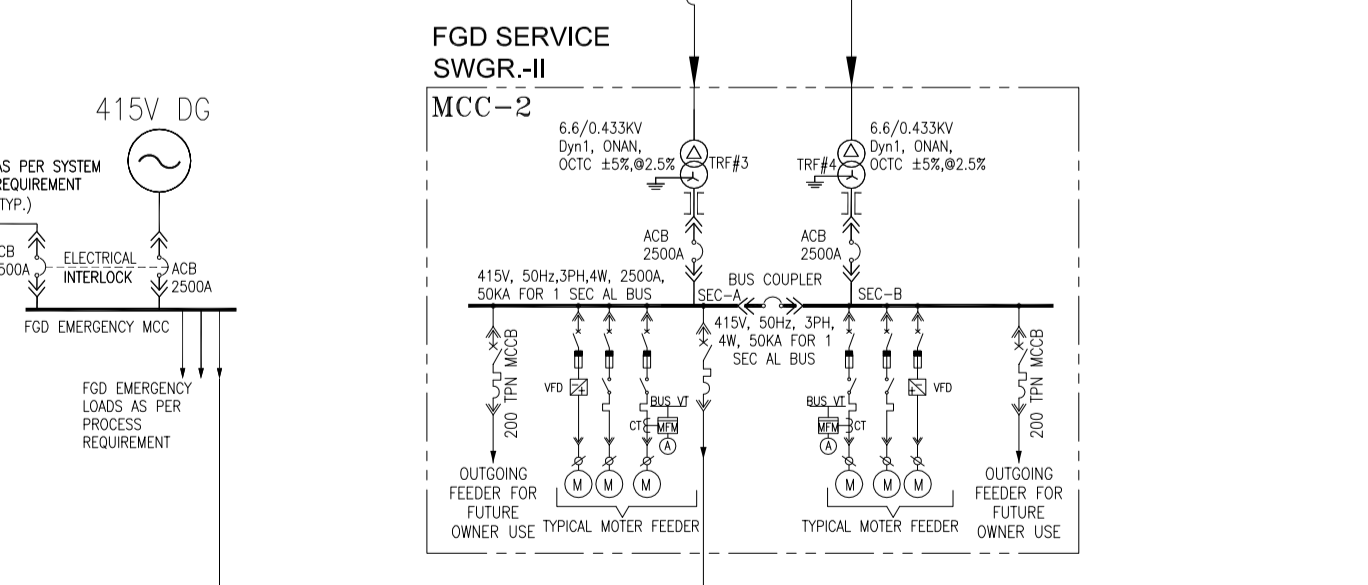 FGD SERVICE
SWGR.-II
MCC-2
415V DG
AS PER SYSTEM
REQUIREMENT
TYP.)
CB
500A
ELECTRICAL
INTERLOCK
ACB
2500A
FGD EMERGENCY MCC
FGD EMERGENCY
LOADS AS PER
PROCESS
REQUIREMENT
6.6/0.433KV
Dyn1, ONAN,
OCTC ±5%,@2.5%
TRF#3
6.6/0.433KV
Dyn1, ONAN,
OCTC ±5%,@2.5%
TRF#4
ACB
2500A
ACB
2500A
415V, 50Hz,3PH,4W, 2500A,
50KA FOR 1 SEC AL BUS
SEC-A
BUS COUPLER
SEC-B
415V, 50Hz, 3PH,
4W, 50KA FOR 1
SEC AL BUS
200 TPN MCCB
VFD
BUS VT
CT
MFM
A
M
M
M
BUS VT
MFM
CT
A
VFD
M
M
M
200 TPN MCCB
OUTGOING
FEEDER FOR
FUTURE
OWNER USE
TYPICAL MOTER FEEDER
TYPICAL MOTER FEEDER
OUTGOING
FEEDER FOR
FUTURE
OWNER USE